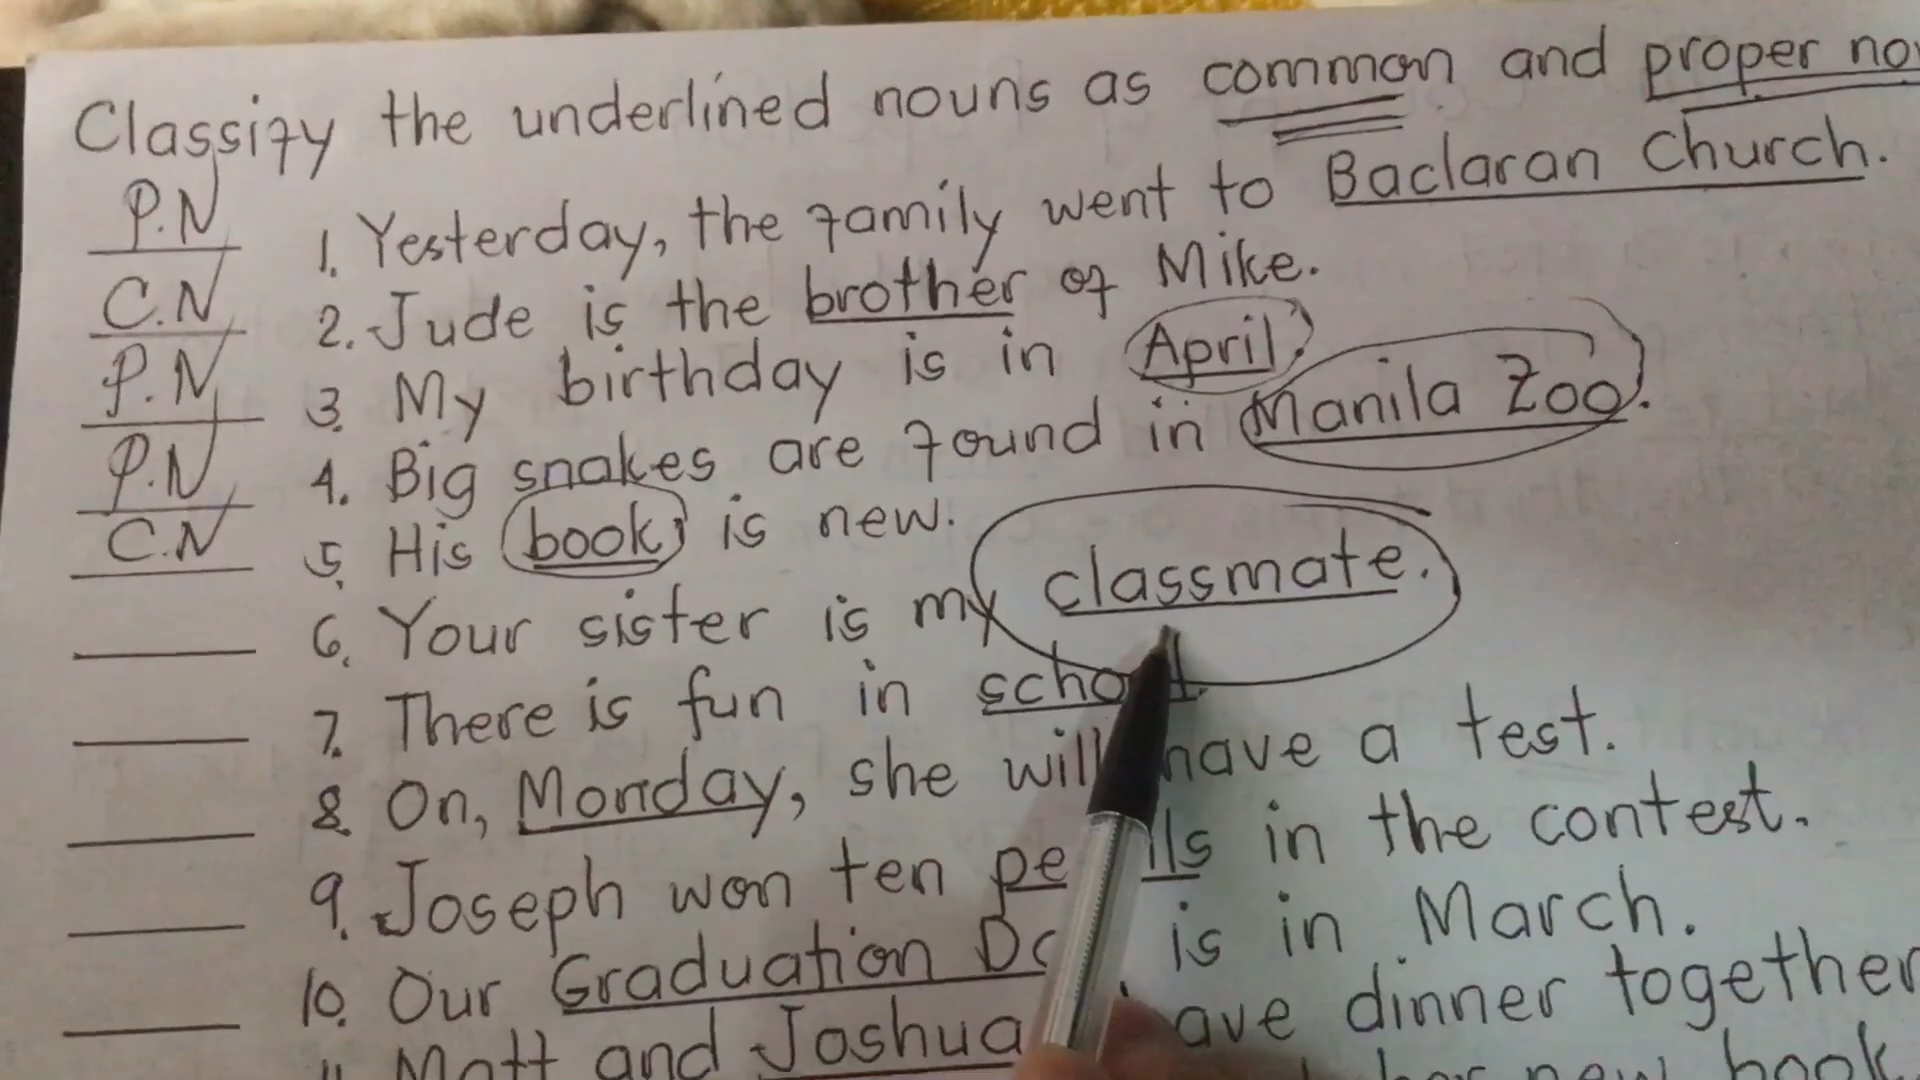 Classify the underlined nouns as common and proper
P.N 1. Yesterday, the family went to Baclaran Church.
C.N 2. Jude is the brother of Mike.
P.N 3. My birthday is in April.
P.N 4. Big snakes are found in Manila Zoo.
C.N 5. His book is new.
6. Your sister is my classmate.
7. There is fun in school.
8. On, Monday, she will have a test.
9. Joseph won ten in the contest.
10. Our Graduation is in March.
11. Matt and Joshua dinner together
new book